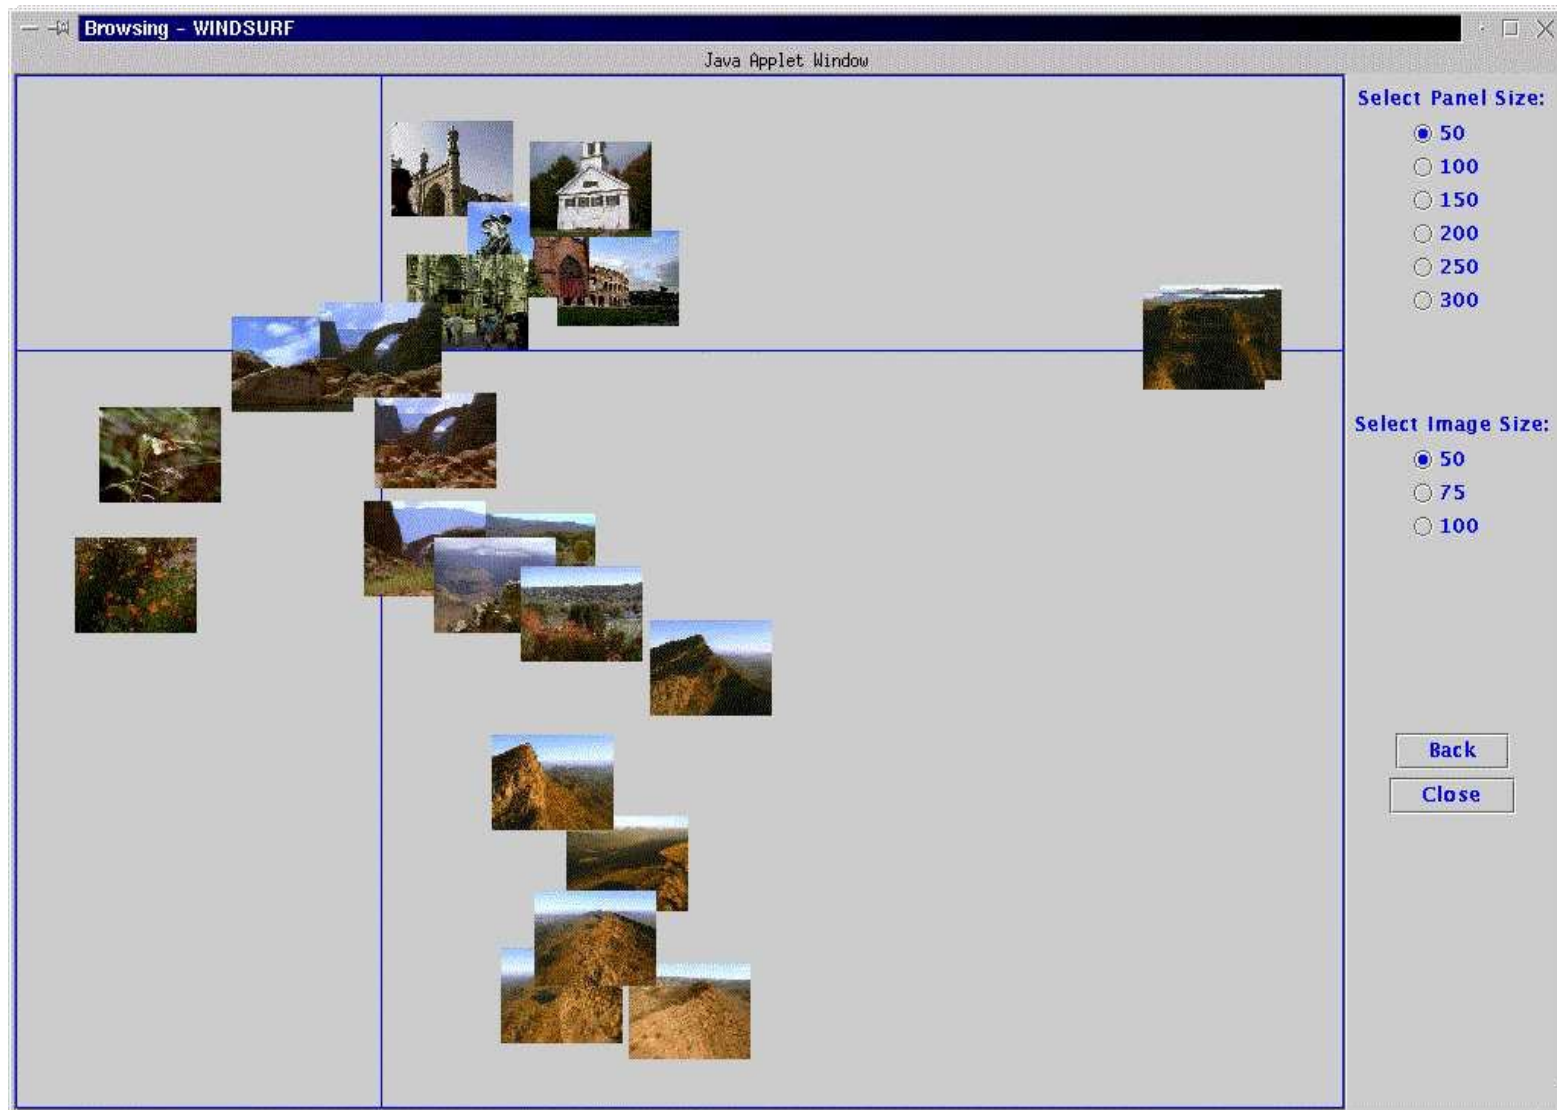 Browsing - WINDSURF
Java Applet Window
Select Panel Size:
50
100
150
200
250
300
Select Image Size:
50
75
100
Back
Close